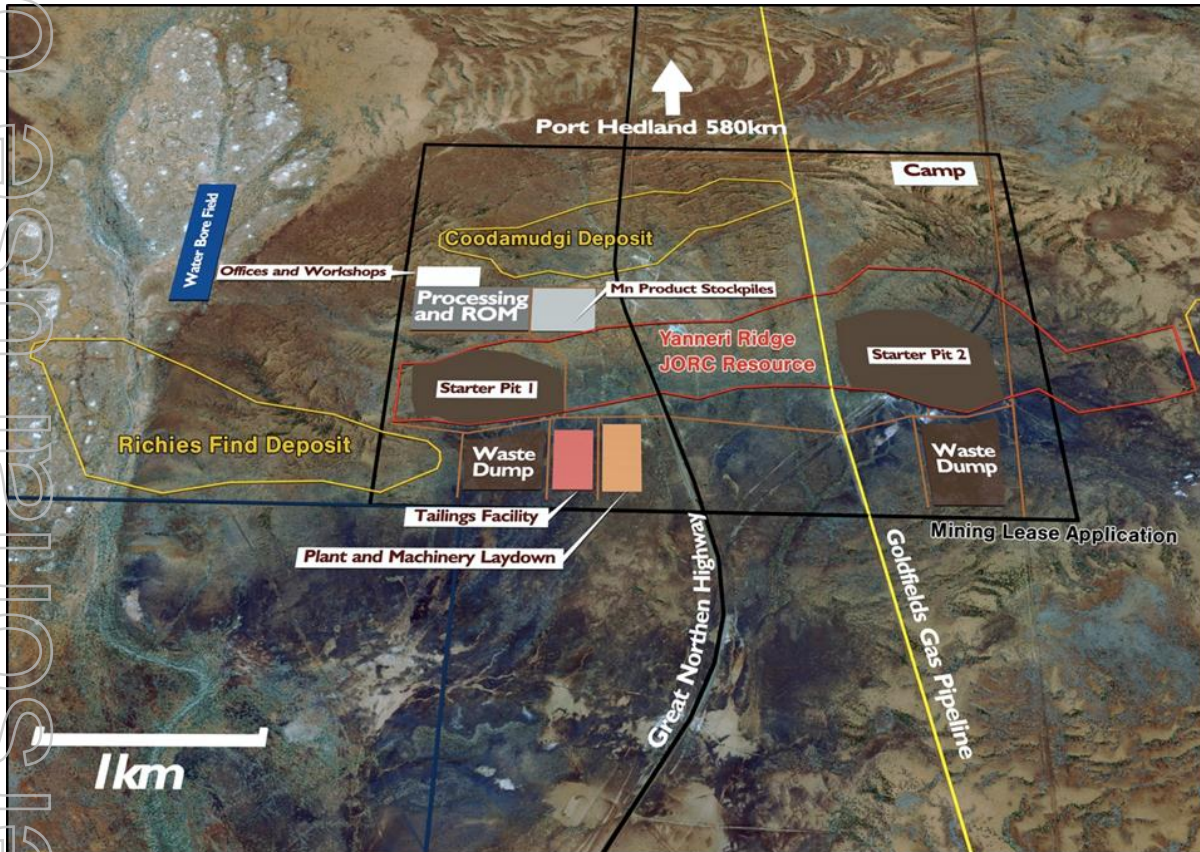 Port Hedland 580km
Camp
Water Bore Field
Coodamudgi Deposit
Offices and Workshops
Processing
and ROM
Mn Product Stockpiles
Yanneri Ridge
JORC Resource
Starter Pit 2
Starter Pit 1
Richies Find Deposit
Waste
Dump
Waste
Dump
Tailings Facility
Mining Lease Application
Plant and Machinery Laydown
Great Northen Highway
Goldfields Gas Pipeline
1km